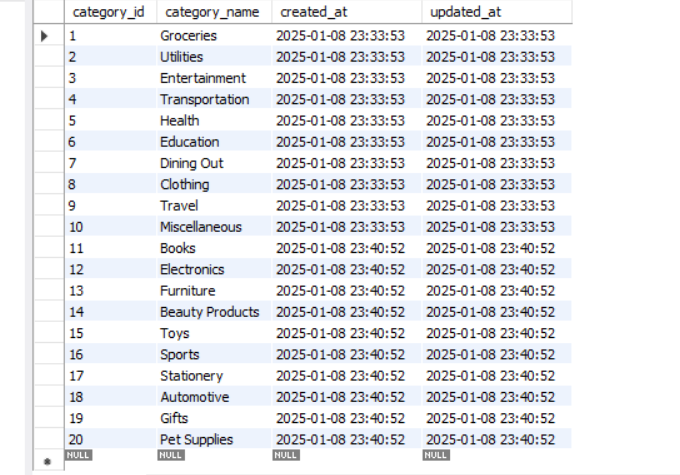 category_id category_name created_at updated_at
1 Groceries 2025-01-08 23:33:53 2025-01-08 23:33:53
2 Utilities 2025-01-08 23:33:53 2025-01-08 23:33:53
3 Entertainment 2025-01-08 23:33:53 2025-01-08 23:33:53
4 Transportation 2025-01-08 23:33:53 2025-01-08 23:33:53
5 Health 2025-01-08 23:33:53 2025-01-08 23:33:53
6 Education 2025-01-08 23:33:53 2025-01-08 23:33:53
7 Dining Out 2025-01-08 23:33:53 2025-01-08 23:33:53
8 Clothing 2025-01-08 23:33:53 2025-01-08 23:33:53
9 Travel 2025-01-08 23:33:53 2025-01-08 23:33:53
10 Miscellaneous 2025-01-08 23:33:53 2025-01-08 23:33:53
11 Books 2025-01-08 23:40:52 2025-01-08 23:40:52
12 Electronics 2025-01-08 23:40:52 2025-01-08 23:40:52
13 Furniture 2025-01-08 23:40:52 2025-01-08 23:40:52
14 Beauty Products 2025-01-08 23:40:52 2025-01-08 23:40:52
15 Toys 2025-01-08 23:40:52 2025-01-08 23:40:52
16 Sports 2025-01-08 23:40:52 2025-01-08 23:40:52
17 Stationery 2025-01-08 23:40:52 2025-01-08 23:40:52
18 Automotive 2025-01-08 23:40:52 2025-01-08 23:40:52
19 Gifts 2025-01-08 23:40:52 2025-01-08 23:40:52
20 Pet Supplies 2025-01-08 23:40:52 2025-01-08 23:40:52
NULL NULL NULL NULL